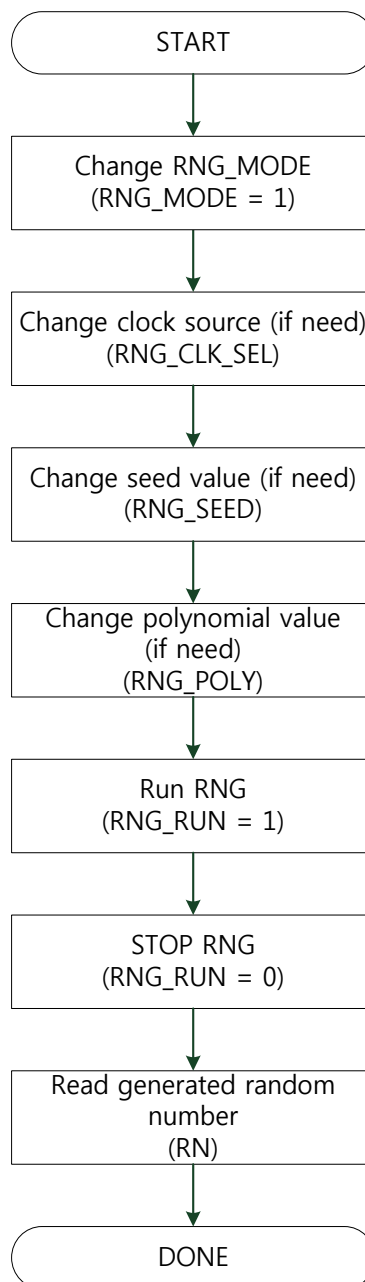 START
Change RNG_MODE
(RNG_MODE = 1)
Change clock source (if need)
(RNG_CLK_SEL)
Change seed value (if need)
(RNG_SEED)
Change polynomial value
(if need)
(RNG_POLY)
Run RNG
(RNG_RUN = 1)
STOP RNG
(RNG_RUN = 0)
Read generated random
number
(RN)
DONE